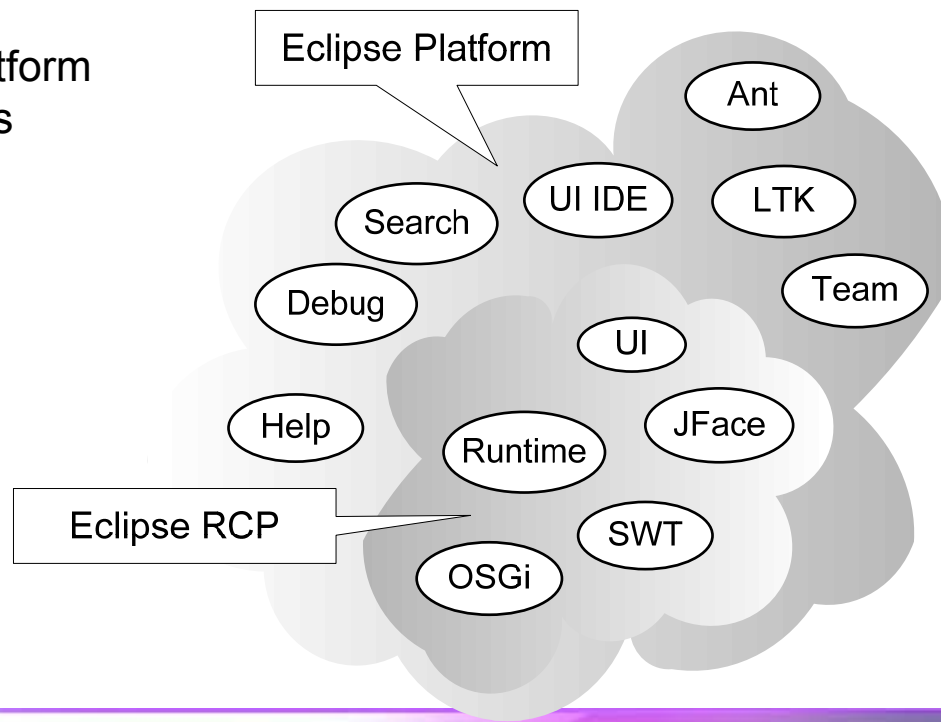 tform
s
Eclipse Platform
Ant
UI IDE
LTK
Search
Team
Debug
UI
JFace
Help
Runtime
Eclipse RCP
SWT
OSGi